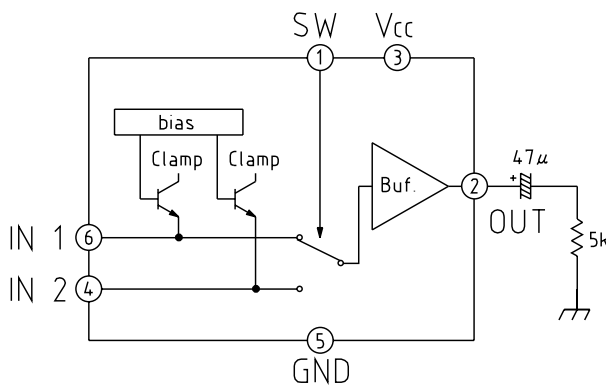 SW
Vcc
1
3
bias
Clamp
Clamp
Buf.
47μ
+
2
OUT
5k
IN 1
6
IN 2
4
5
GND